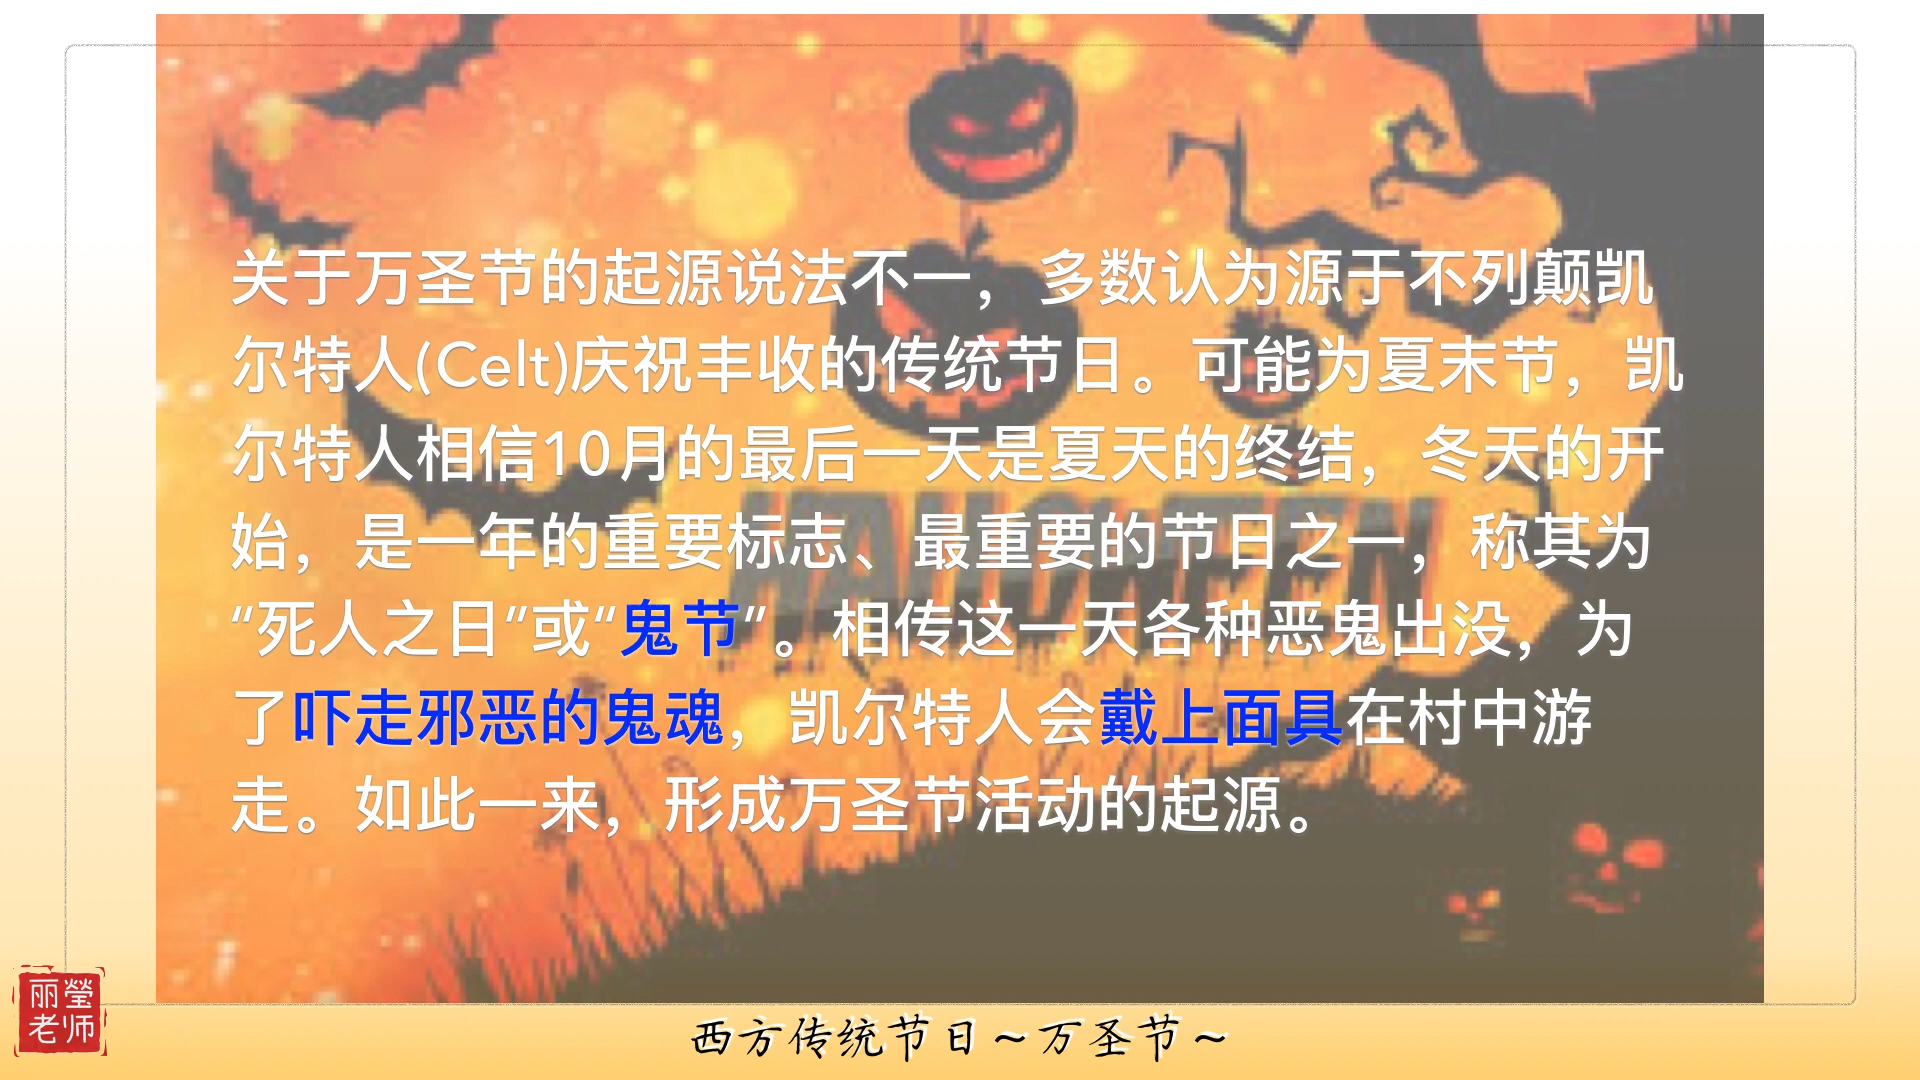 关于万圣节的起源说法不一，多数认为源于不列颠凯
尔特人(Celt)庆祝丰收的传统节日。可能为夏末节，凯
尔特人相信10月的最后一天是夏天的终结，冬天的开
始，是一年的重要标志、最重要的节日之一，称其为
“死人之日”或“鬼节”。相传这一天各种恶鬼出没，为
了吓走邪恶的鬼魂，凯尔特人会戴上面具在村中游
走。如此一来，形成万圣节活动的起源。
HALLOWEEN
丽瑩
老师
西方传统节日～万圣节～